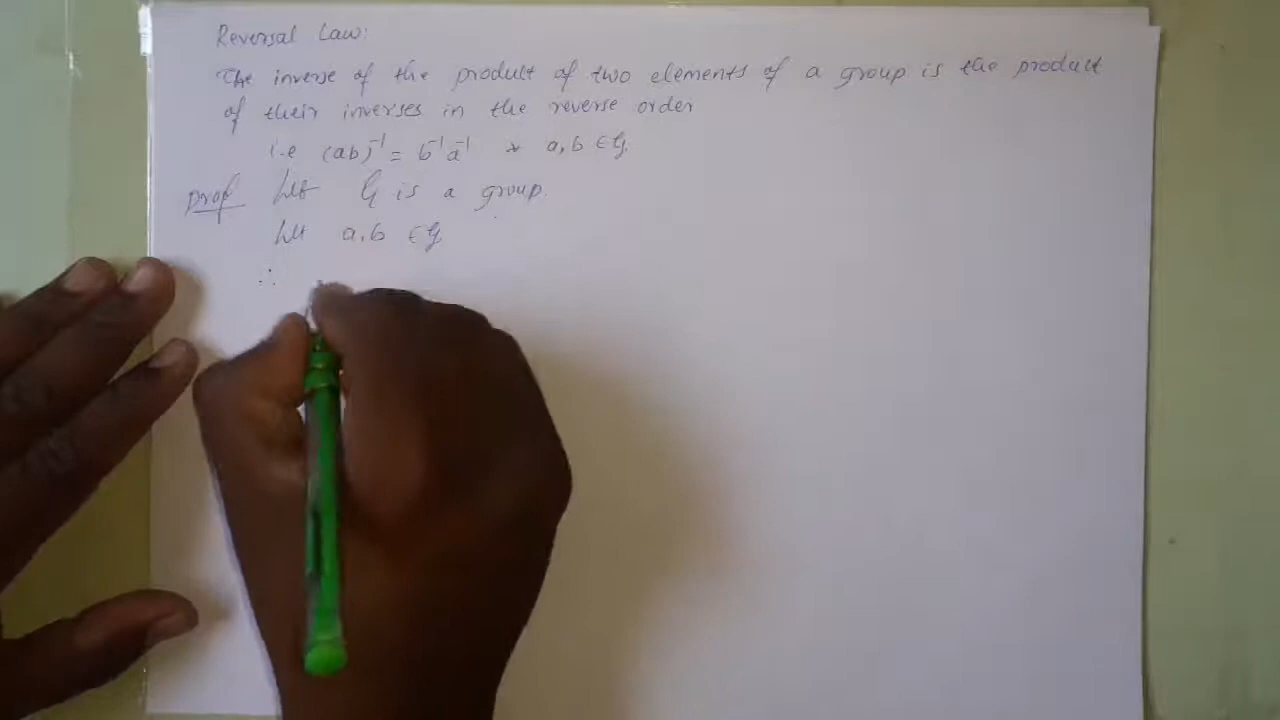 Reversal Law:
The inverse of the product of two elements of a group is the product
of their inverses in the reverse order
i.e (ab)⁻¹ = b⁻¹a⁻¹ ∀ a,b ∈ G
Proof Let G is a group.
Let a,b ∈ G
∴